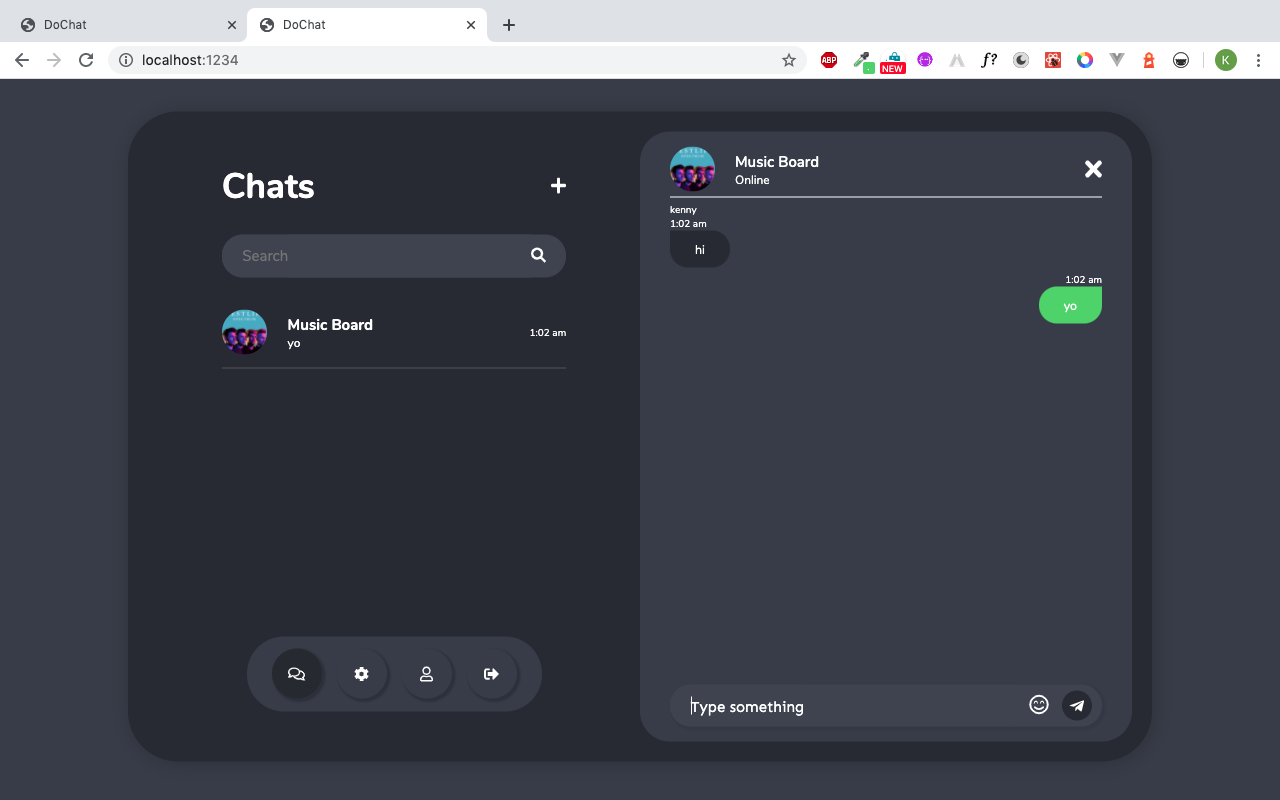 DoChat
DoChat
localhost:1234
ABP
NEW
f?
K
Chats
Search
Music Board
yo
1:02 am
Music Board
Online
kenny
1:02 am
hi
1:02 am
yo
Type something